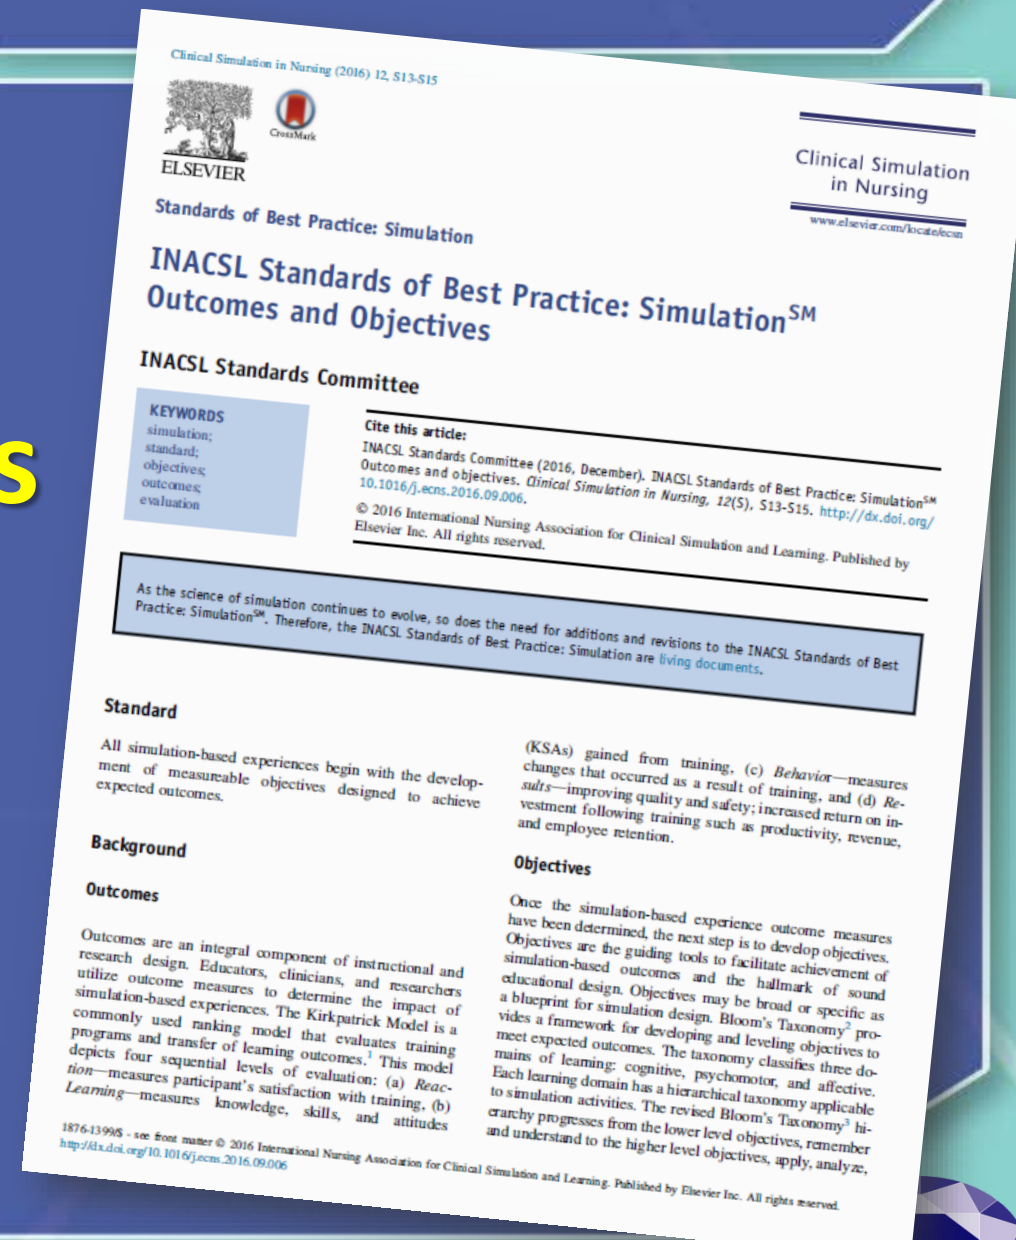 Clinical Simulation in Nursing (2016) 12, S13-S15
ELSEVIER
CrossMark
Clinical Simulation
in Nursing
www.elsevier.com/locate/ecsn
Standards of Best Practice: Simulation
INACSL Standards of Best Practice: Simulation℠
Outcomes and Objectives
INACSL Standards Committee
s
KEYWORDS
simulation;
standard;
objectives;
outcomes;
evaluation
Cite this article:
INACSL Standards Committee (2016, December). INACSL Standards of Best Practice: Simulation℠
Outcomes and objectives. Clinical Simulation in Nursing, 12(S), S13-S15. http://dx.doi.org/
10.1016/j.ecns.2016.09.006.
© 2016 International Nursing Association for Clinical Simulation and Learning. Published by
Elsevier Inc. All rights reserved.
As the science of simulation continues to evolve, so does the need for additions and revisions to the INACSL Standards of Best
Practice: Simulation℠. Therefore, the INACSL Standards of Best Practice: Simulation are living documents.
Standard
All simulation-based experiences begin with the develop-
ment of measureable objectives designed to achieve
expected outcomes.
Background
Outcomes
Outcomes are an integral component of instructional and
research design. Educators, clinicians, and researchers
utilize outcome measures to determine the impact of
simulation-based experiences. The Kirkpatrick Model is a
commonly used ranking model that evaluates training
programs and transfer of learning outcomes.1 This model
depicts four sequential levels of evaluation: (a) Reac-
tion—measures participant's satisfaction with training, (b)
Learning—measures knowledge, skills, and attitudes
(KSAs) gained from training, (c) Behavior—measures
changes that occurred as a result of training, and (d) Re-
sults—improving quality and safety; increased return on in-
vestment following training such as productivity, revenue,
and employee retention.
Objectives
Once the simulation-based experience outcome measures
have been determined, the next step is to develop objectives.
Objectives are the guiding tools to facilitate achievement of
simulation-based outcomes and the hallmark of sound
educational design. Objectives may be broad or specific as
a blueprint for simulation design. Bloom's Taxonomy2 pro-
vides a framework for developing and leveling objectives to
meet expected outcomes. The taxonomy classifies three do-
mains of learning: cognitive, psychomotor, and affective.
Each learning domain has a hierarchical taxonomy applicable
to simulation activities. The revised Bloom's Taxonomy3 hi-
erarchy progresses from the lower level objectives, remember
and understand to the higher level objectives, apply, analyze,
1876-1399/$ - see front matter © 2016 International Nursing Association for Clinical Simulation and Learning. Published by Elsevier Inc. All rights reserved.
http://dx.doi.org/10.1016/j.ecns.2016.09.006